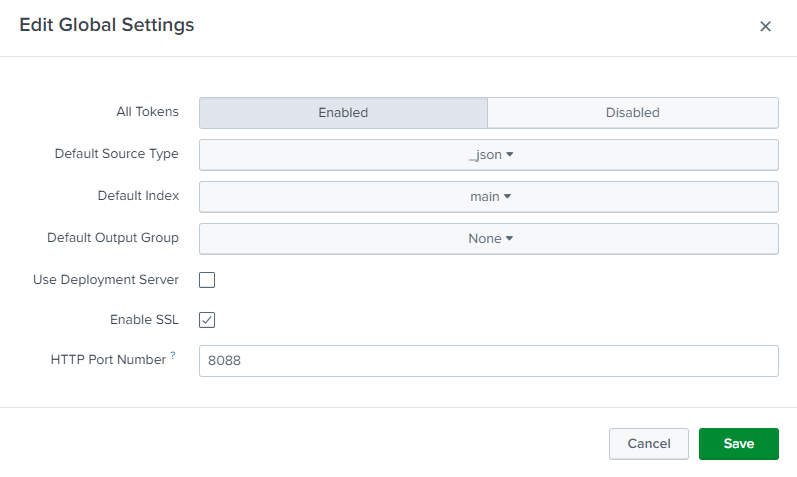 Edit Global Settings
All Tokens Enabled Disabled
Default Source Type _json
Default Index main
Default Output Group None
Use Deployment Server
Enable SSL
HTTP Port Number ? 8088
Cancel Save